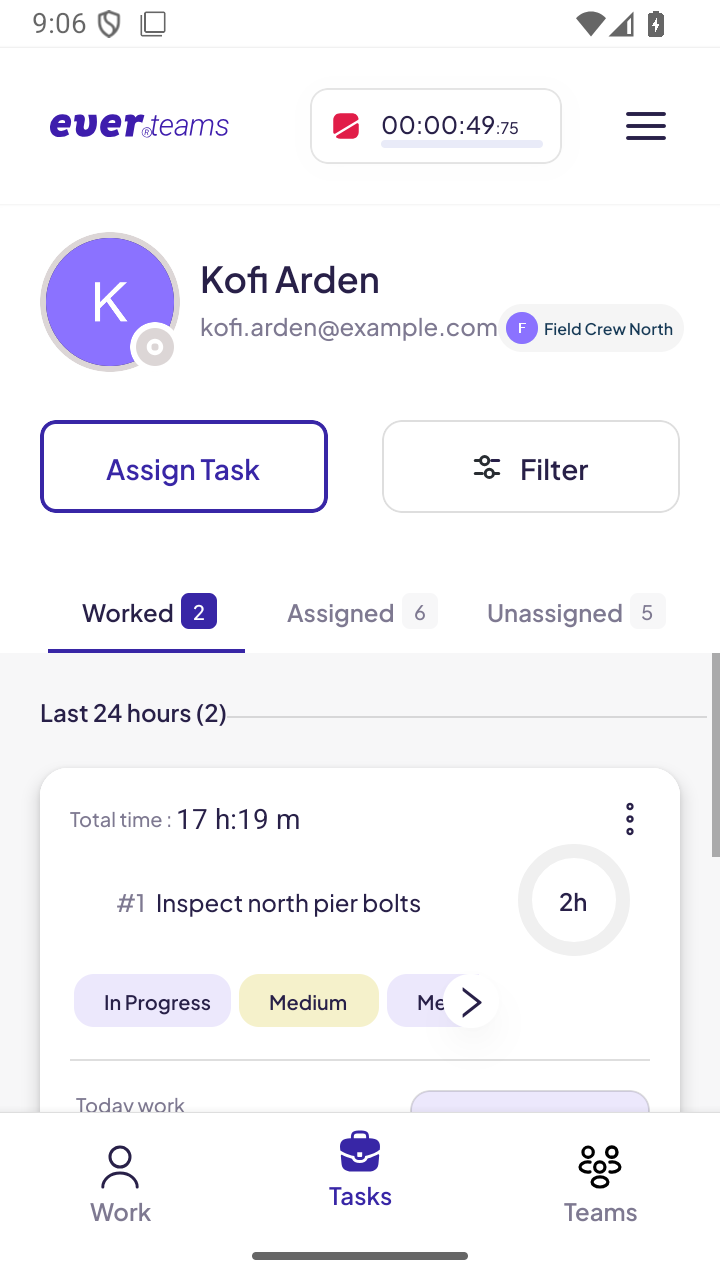 9:06
ever®teams
00:00:49:75
K
Kofi Arden
kofi.arden@example.com
F Field Crew North
Assign Task
Filter
Worked 2
Assigned 6
Unassigned 5
Last 24 hours (2)
Total time : 17 h:19 m
#1 Inspect north pier bolts
2h
In Progress
Medium
Me
Today work
Work
Tasks
Teams